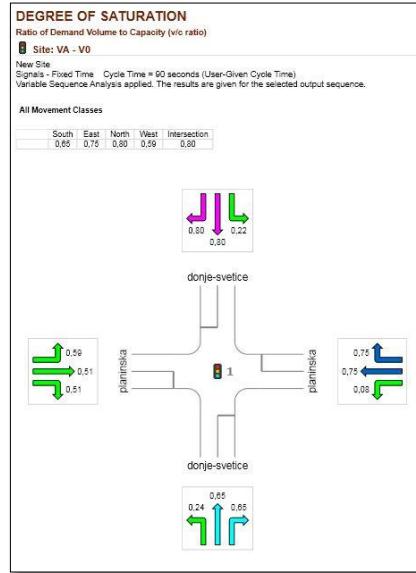 DEGREE OF SATURATION
Ratio of Demand Volume to Capacity (v/c ratio)
Site: VA - V0
New Site
Signals - Fixed Time Cycle Time = 90 seconds (User-Given Cycle Time)
Variable Sequence Analysis applied. The results are given for the selected output sequence.
All Movement Classes
South East North West Intersection
0,65 0,75 0,80 0,59 0,80
0,80 0,22
0,80
donje-svetice
0,59
0,51
0,51
planinska
1
planinska
0,75
0,75
0,08
donje-svetice
0,65
0,24 0,65